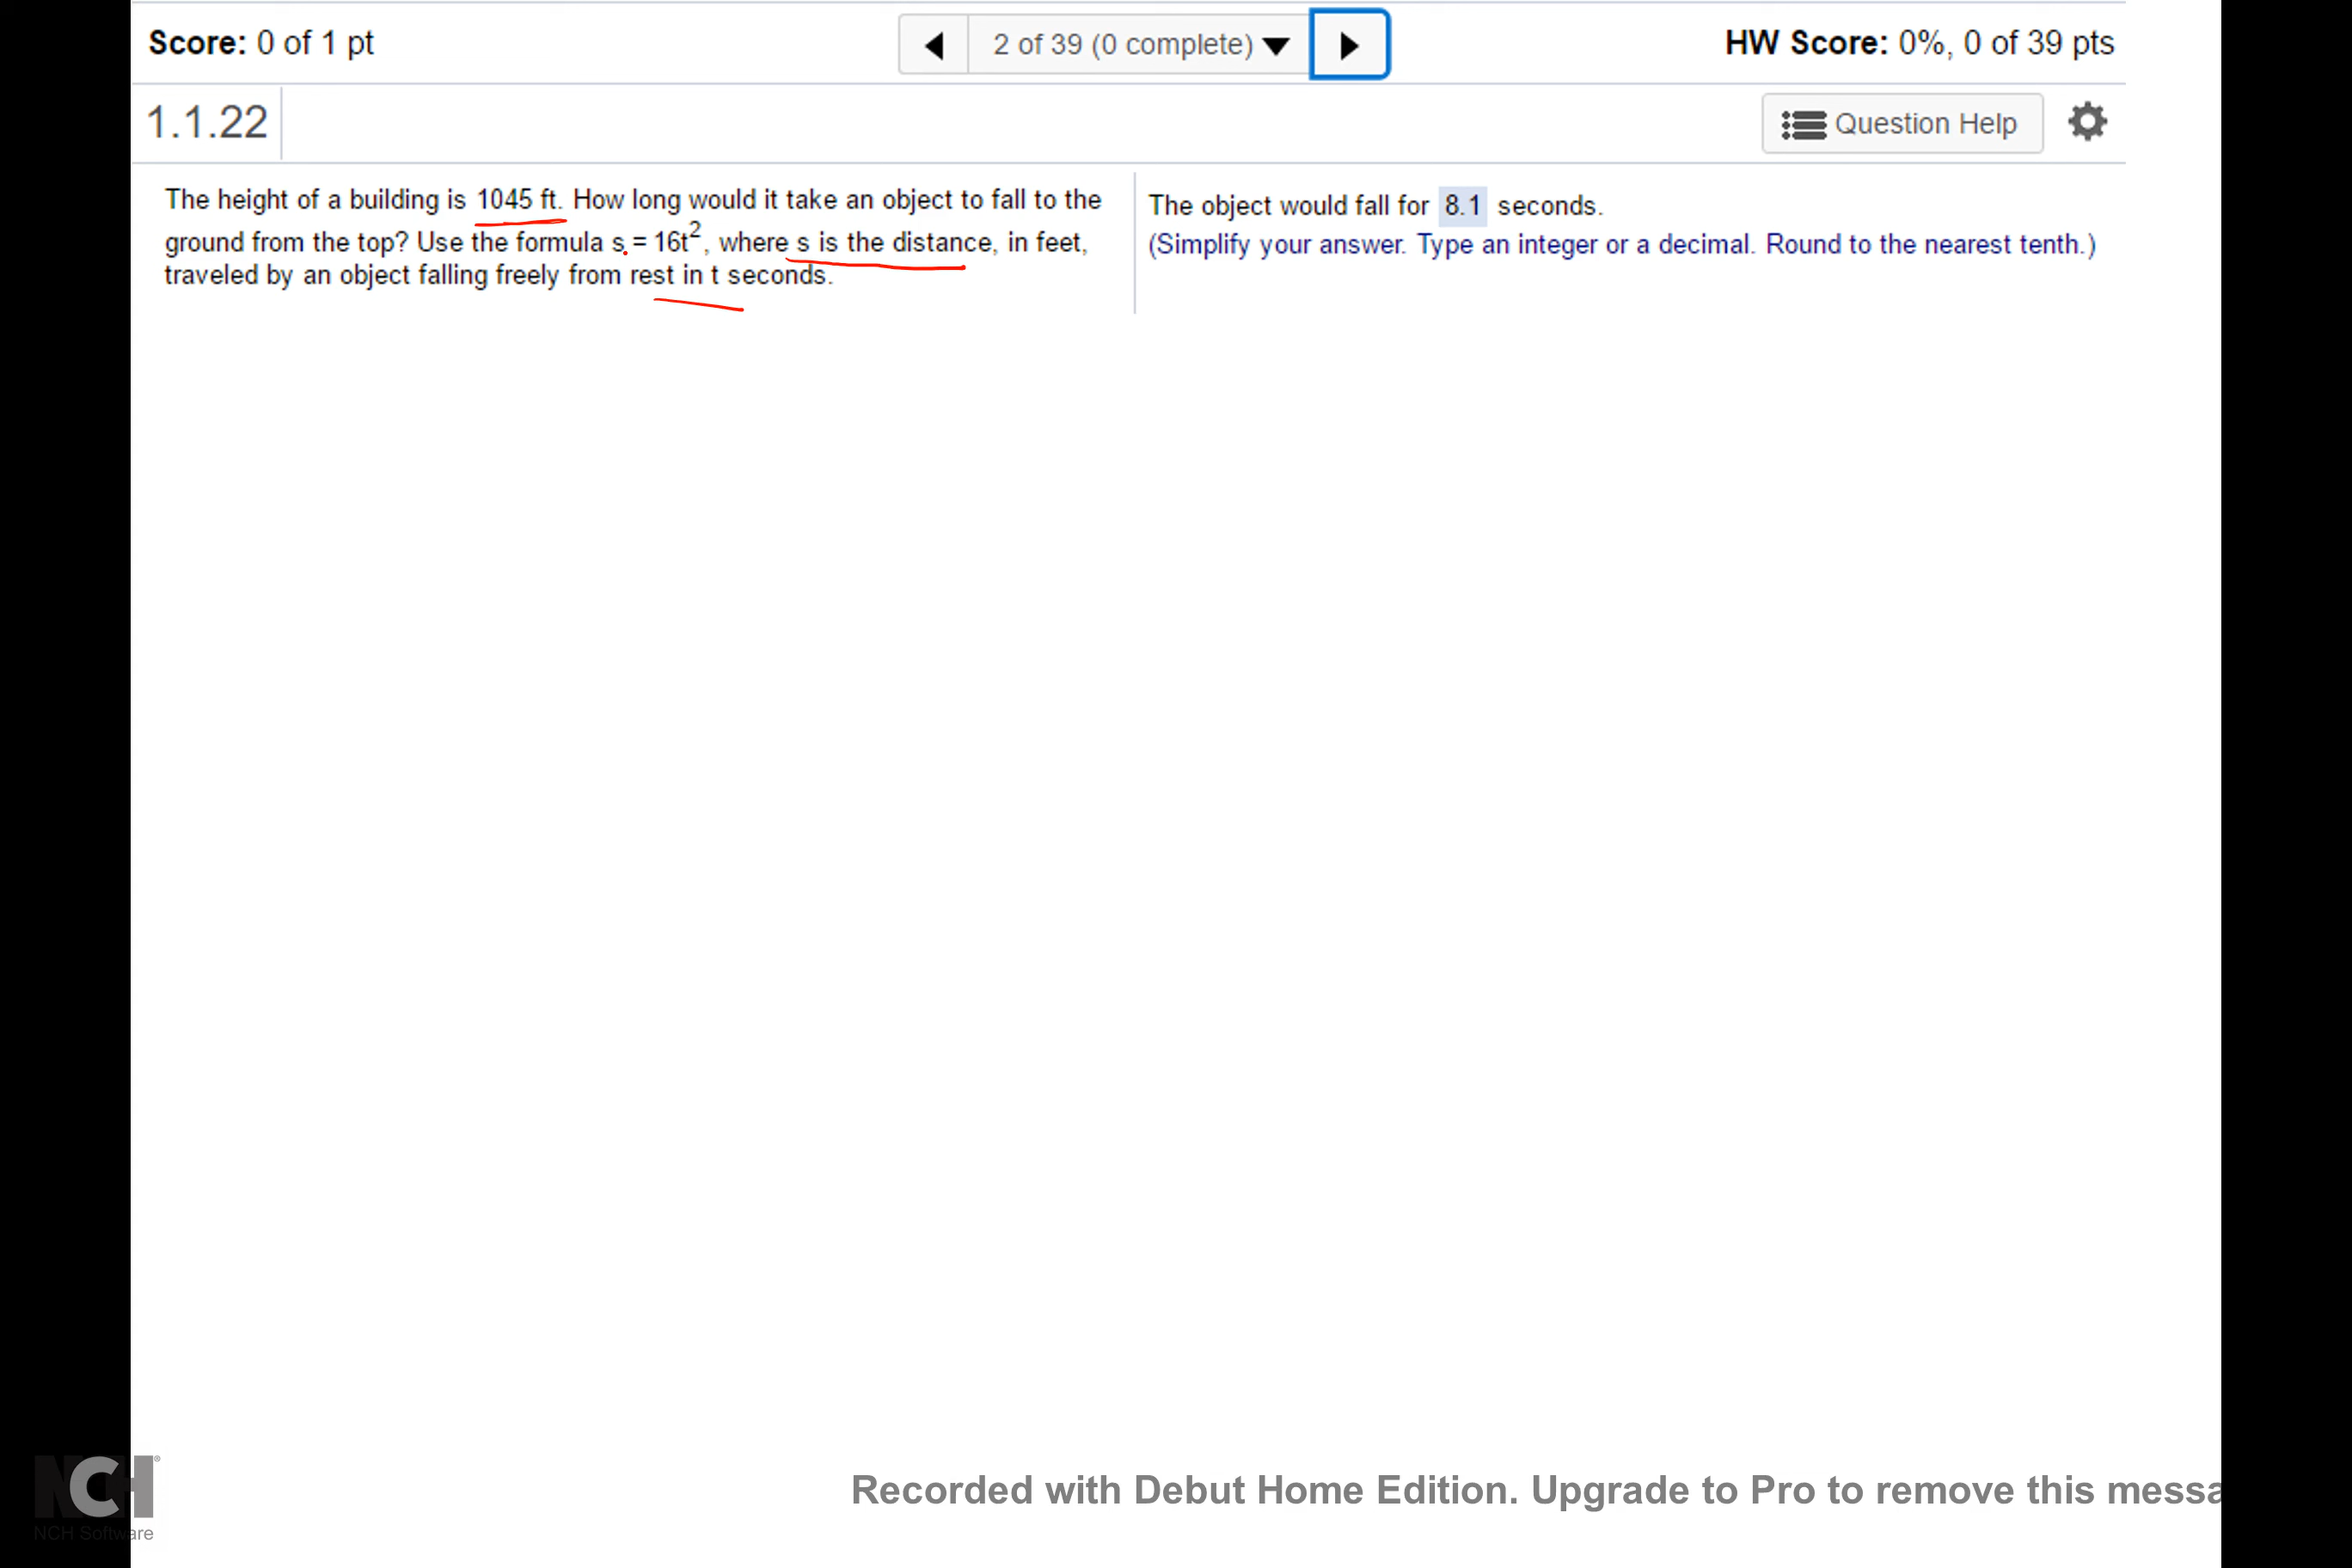 Score: 0 of 1 pt
2 of 39 (0 complete)
HW Score: 0%, 0 of 39 pts
1.1.22
Question Help
The height of a building is 1045 ft. How long would it take an object to fall to the
ground from the top? Use the formula s = 16t², where s is the distance, in feet,
traveled by an object falling freely from rest in t seconds.
The object would fall for 8.1 seconds.
(Simplify your answer. Type an integer or a decimal. Round to the nearest tenth.)
NCH®
NCH Software
Recorded with Debut Home Edition. Upgrade to Pro to remove this messa